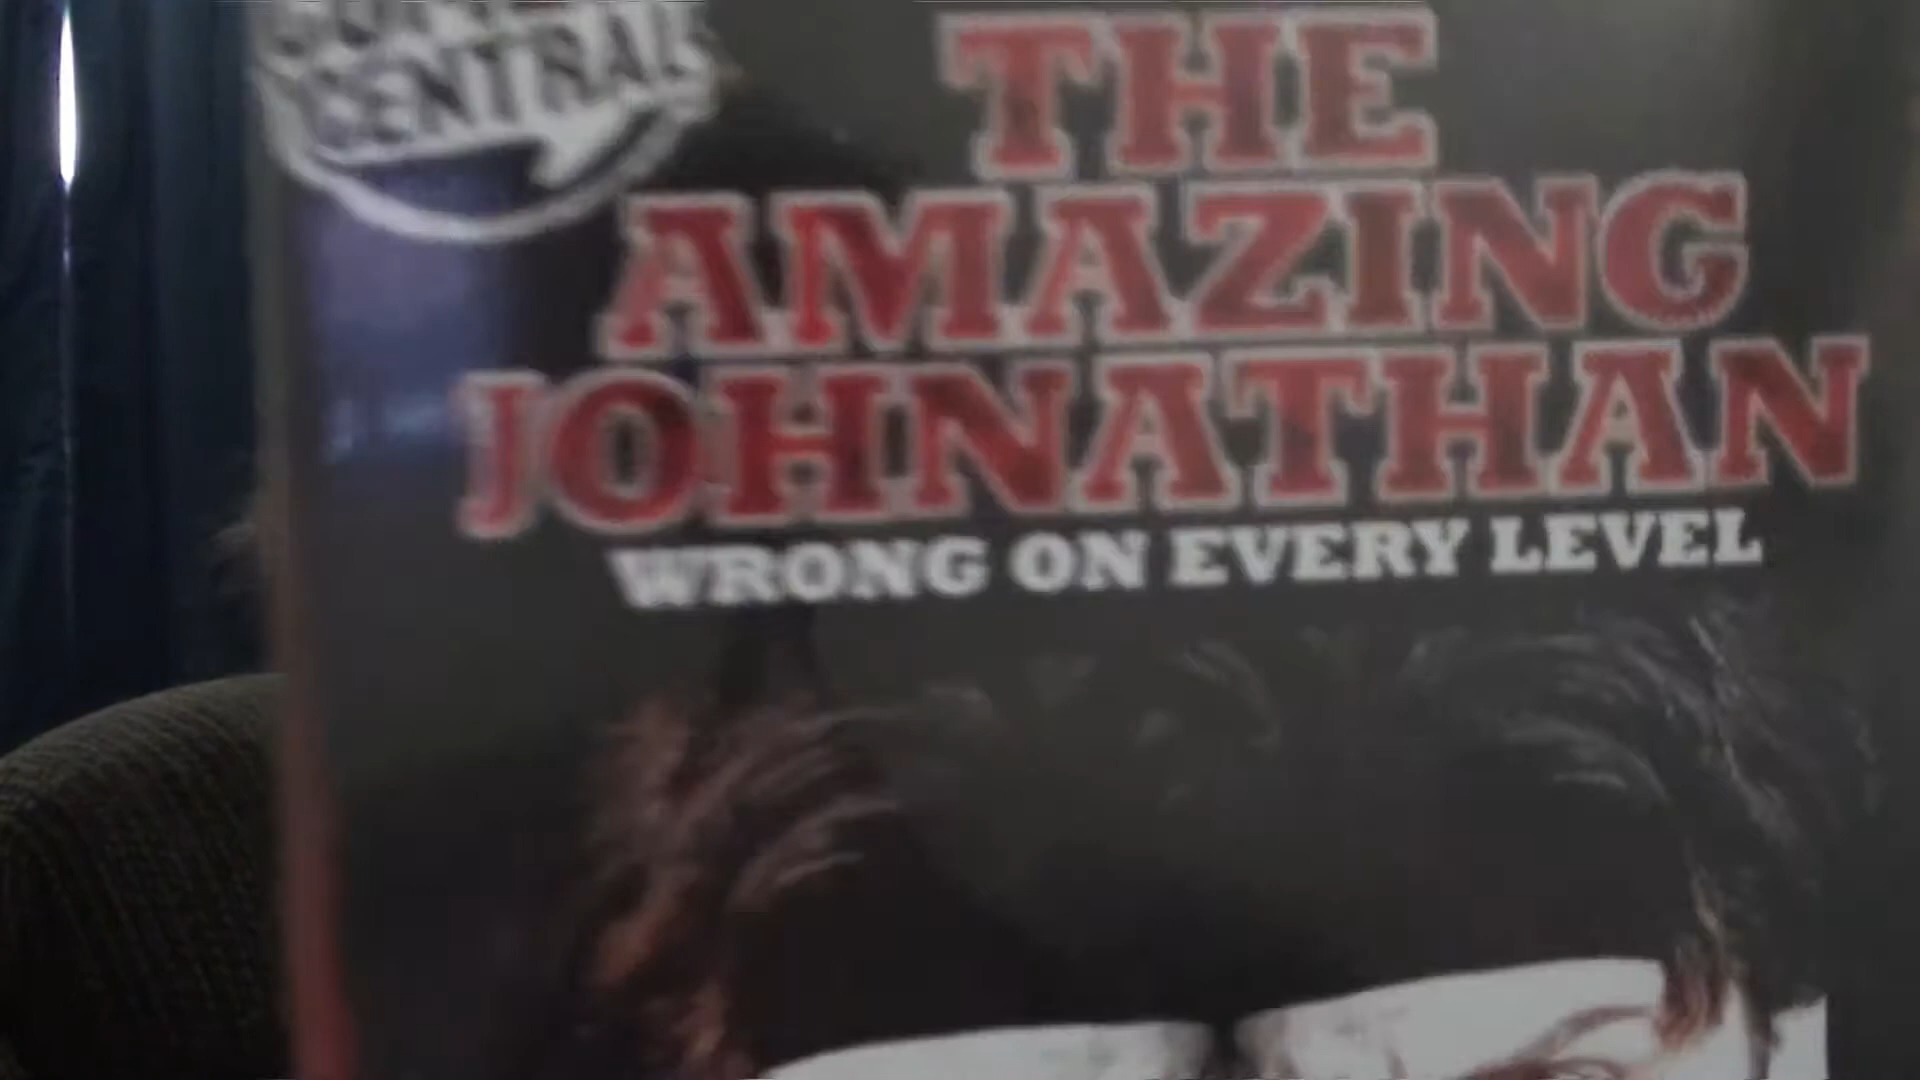 CENTRAL
THE
AMAZING
JOHNATHAN
WRONG ON EVERY LEVEL